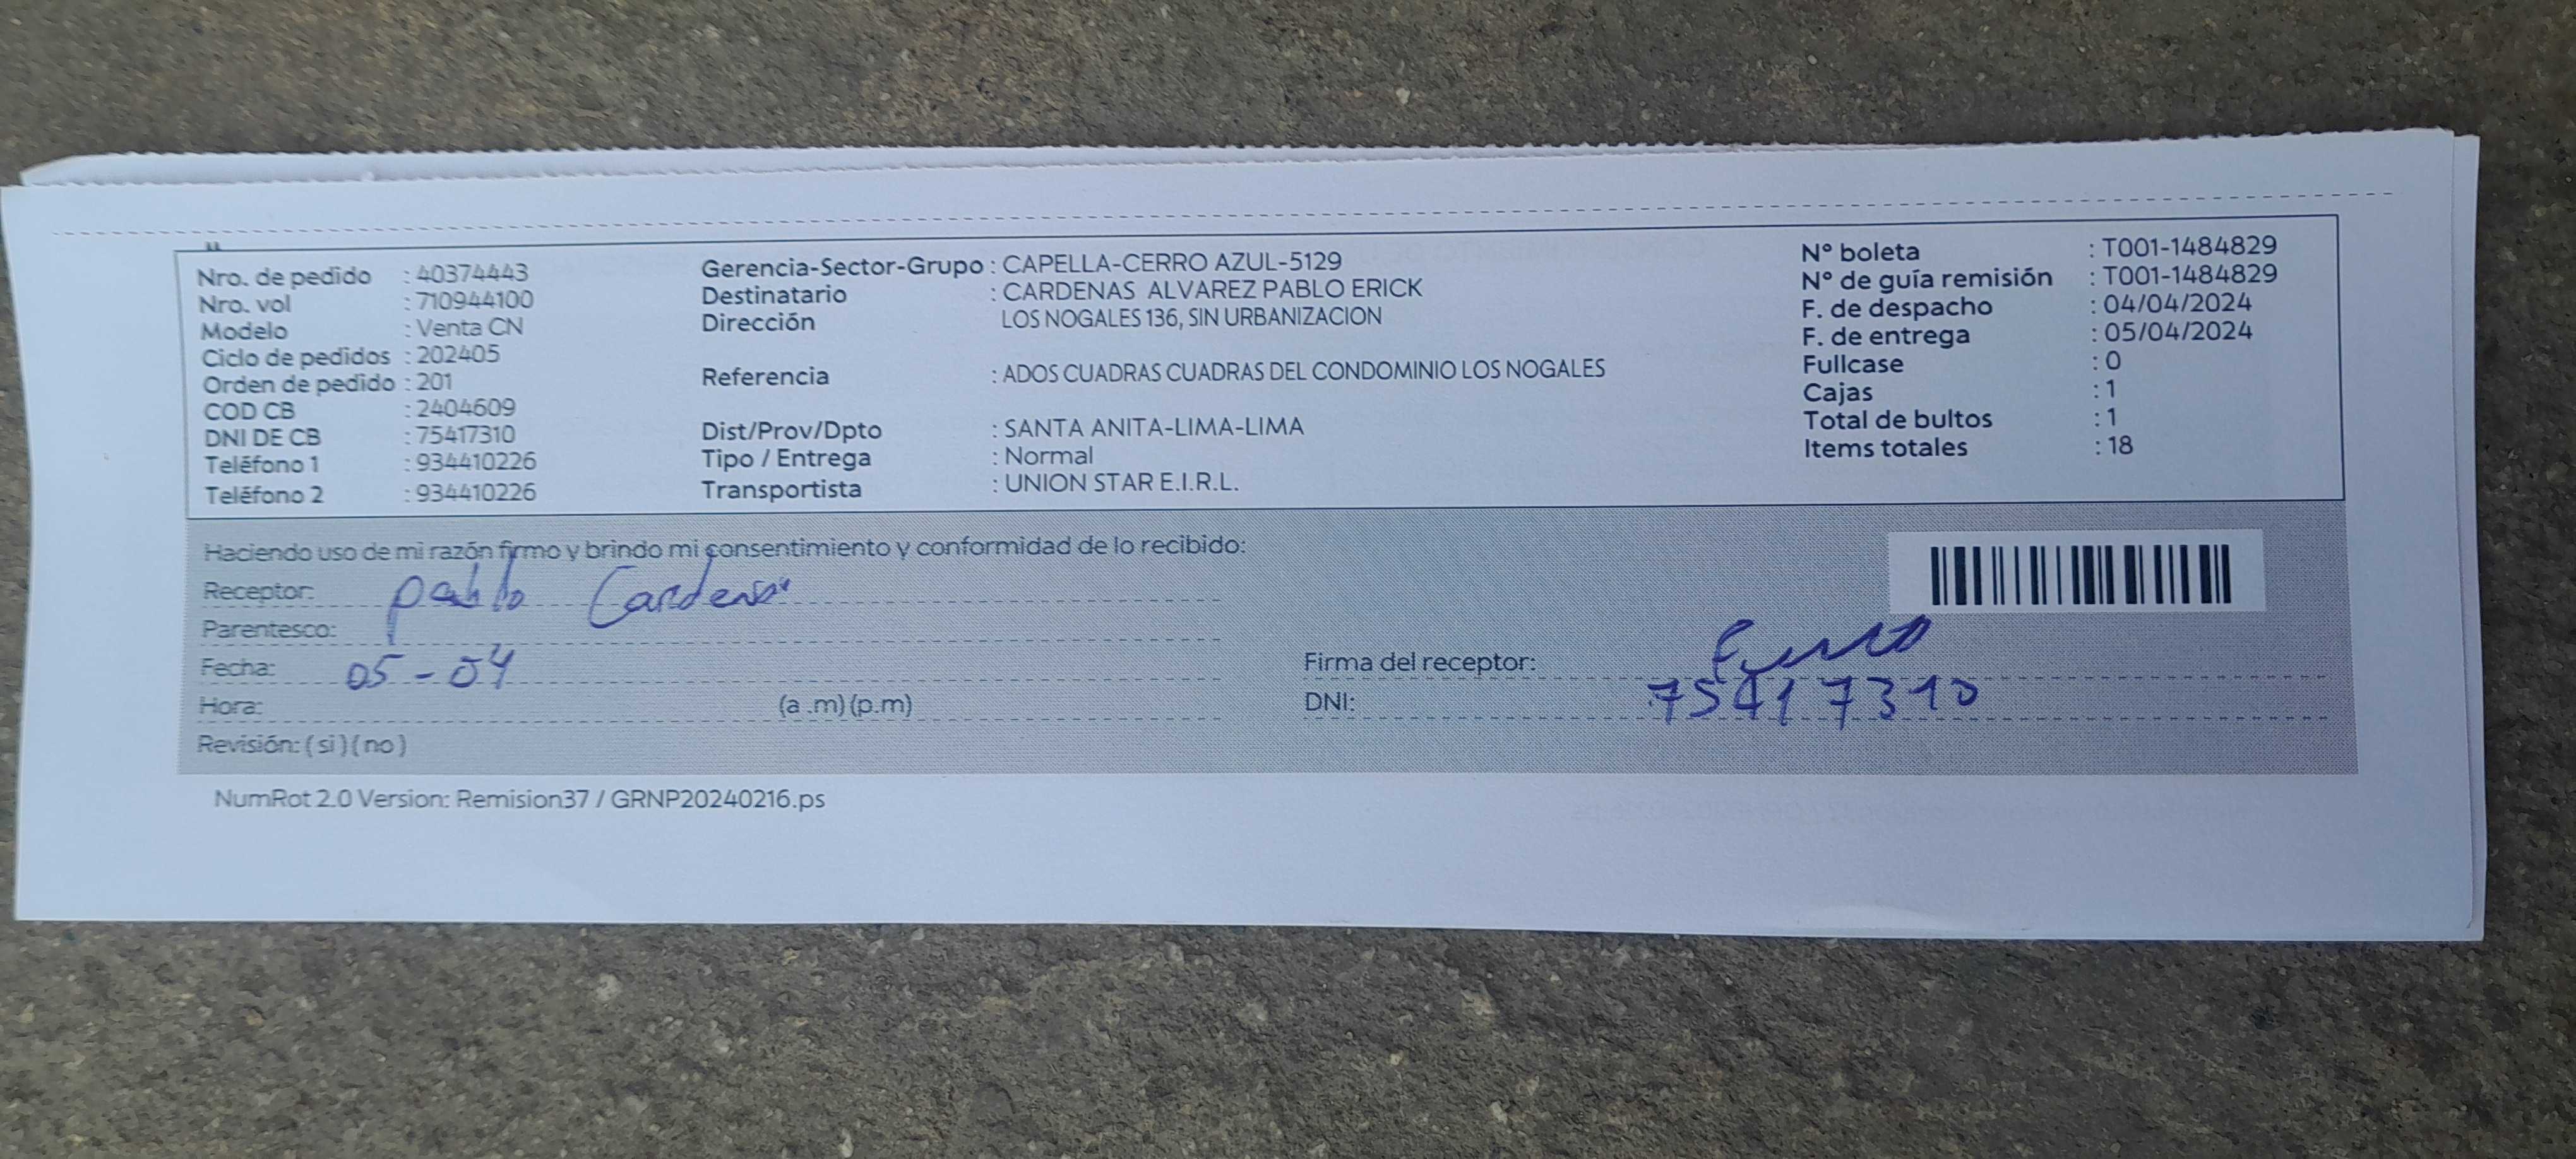 Nro. de pedido : 40374443
Nro. vol : 710944100
Modelo : Venta CN
Ciclo de pedidos : 202405
Orden de pedido : 201
COD CB : 2404609
DNI DE CB : 75417310
Teléfono 1 : 934410226
Teléfono 2 : 934410226
Gerencia-Sector-Grupo : CAPELLA-CERRO AZUL-5129
Destinatario : CARDENAS ALVAREZ PABLO ERICK
Dirección LOS NOGALES 136, SIN URBANIZACION
Referencia : ADOS CUADRAS CUADRAS DEL CONDOMINIO LOS NOGALES
Dist/Prov/Dpto : SANTA ANITA-LIMA-LIMA
Tipo / Entrega : Normal
Transportista : UNION STAR E.I.R.L.
N° boleta : T001-1484829
N° de guía remisión : T001-1484829
F. de despacho : 04/04/2024
F. de entrega : 05/04/2024
Fullcase : 0
Cajas : 1
Total de bultos : 1
Items totales : 18
Haciendo uso de mi razón firmo y brindo mi consentimiento y conformidad de lo recibido:
Receptor: Pablo Cardenas
Parentesco:
Fecha: 05-04
Hora: (a .m) (p.m)
Revisión: ( si ) ( no )
Firma del receptor:
DNI: 75417310
NumRot 2.0 Version: Remision37 / GRNP20240216.ps